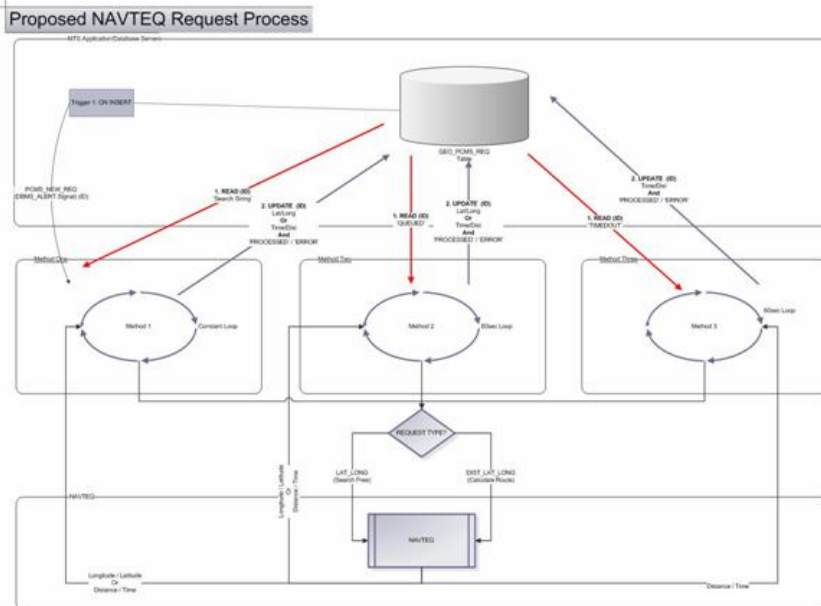 Proposed NAVTEQ Request Process
MTS Application/Database Servers
Trigger 1: ON INSERT
GEO_PCMS_REQ
Table
PCMS_NEW_REQ
(DBMS_ALERT Signal) (ID)
1. READ (ID)
'Search String'
2. UPDATE (ID)
Lat/Long
Or
Time/Dist
And
'PROCESSED' / 'ERROR'
1. READ (ID)
'QUEUED'
2. UPDATE (ID)
Lat/Long
Or
Time/Dist
And
'PROCESSED' / 'ERROR'
1. READ (ID)
'TIMEDOUT'
2. UPDATE (ID)
Time/Dist
And
'PROCESSED' / 'ERROR'
Method One
Method Two
Method Three
Method 1
Constant Loop
Method 2
60sec Loop
Method 3
60sec Loop
REQUEST TYPE?
LAT_LONG
(Search Free)
DIST_LAT_LONG
(Calculate Route)
Longitude / Latitude
Or
Distance / Time
NAVTEQ
NAVTEQ
Longitude / Latitude
Or
Distance / Time
Distance / Time